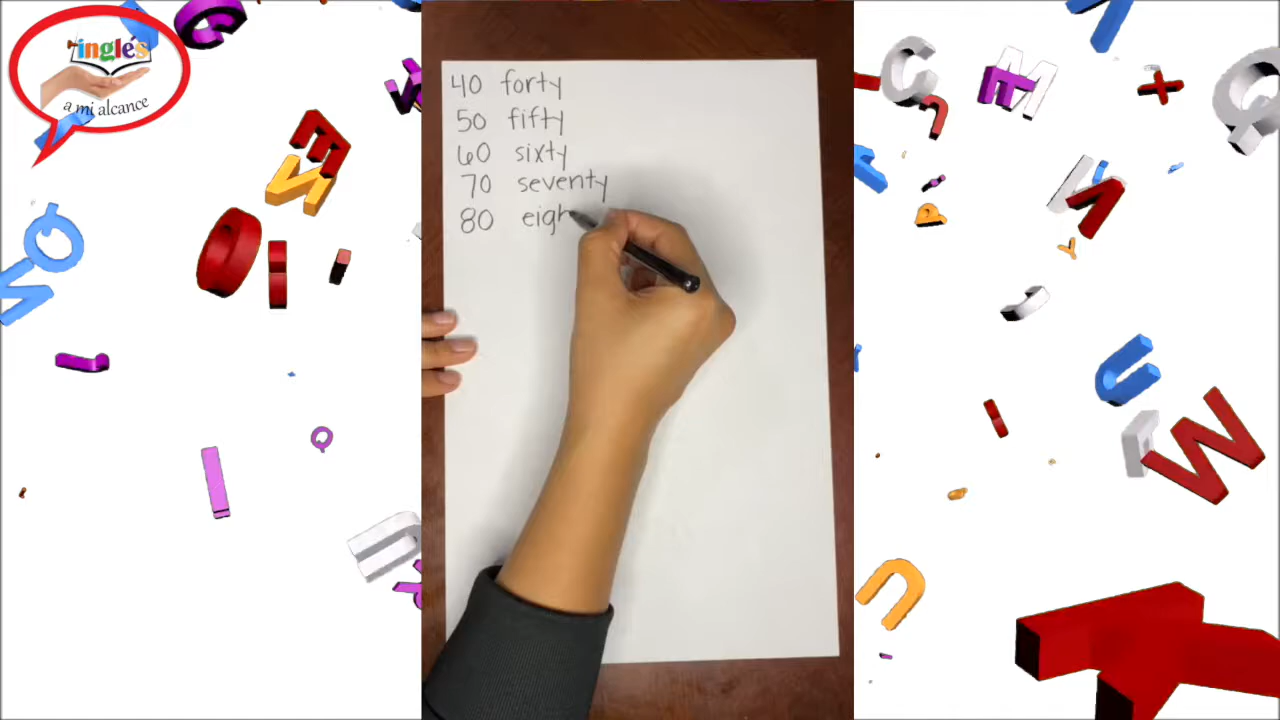 inglés
a mi alcance
40 forty
50 fifty
60 sixty
70 seventy
80 eigh